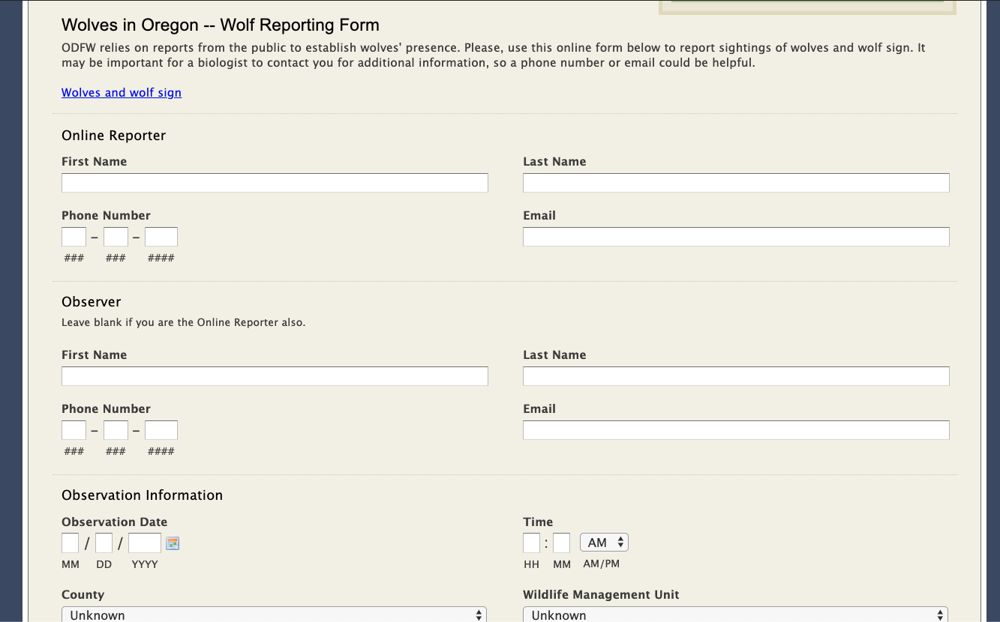 Wolves in Oregon -- Wolf Reporting Form
ODFW relies on reports from the public to establish wolves' presence. Please, use this online form below to report sightings of wolves and wolf sign. It
may be important for a biologist to contact you for additional information, so a phone number or email could be helpful.
Wolves and wolf sign
Online Reporter
First Name
Last Name
Phone Number
Email
– –
### ### ####
Observer
Leave blank if you are the Online Reporter also.
First Name
Last Name
Phone Number
Email
– –
### ### ####
Observation Information
Observation Date
Time
/ /
: AM
MM DD YYYY
HH MM AM/PM
County
Wildlife Management Unit
Unknown
Unknown